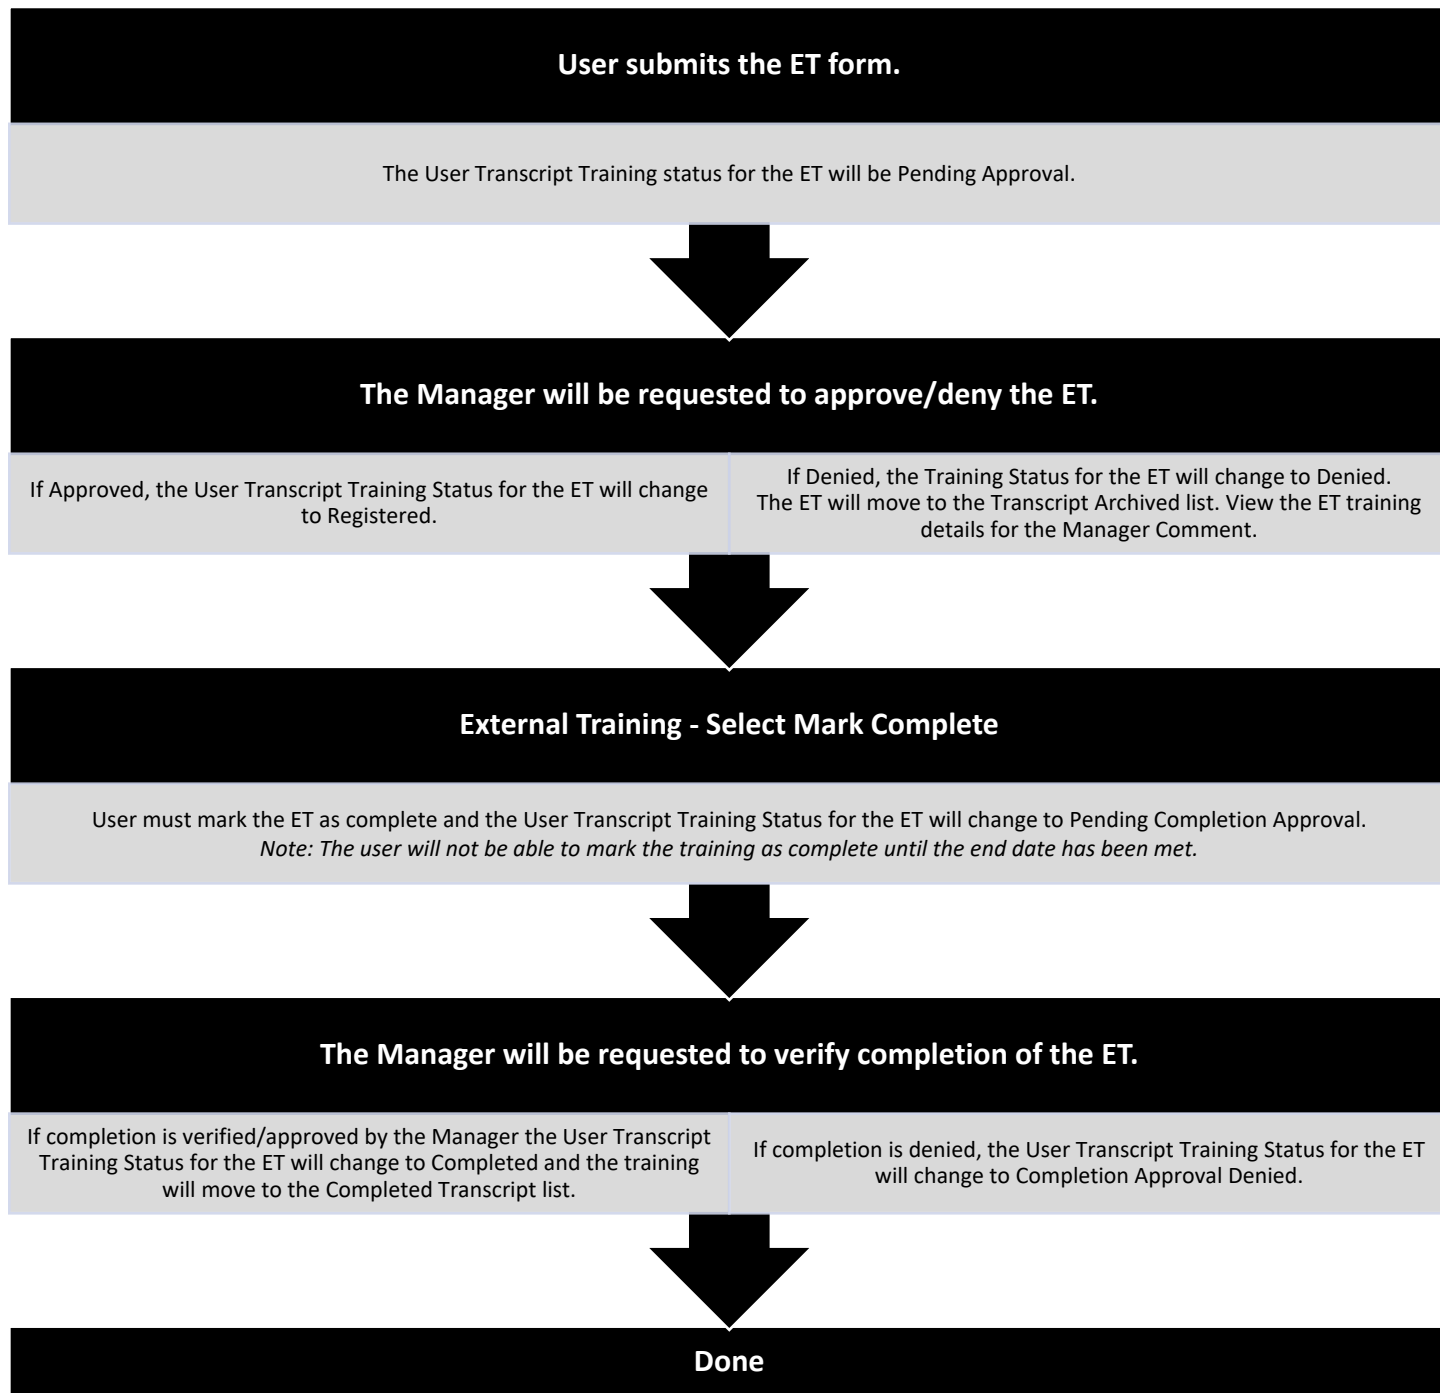 User submits the ET form.
The User Transcript Training status for the ET will be Pending Approval.
The Manager will be requested to approve/deny the ET.
If Approved, the User Transcript Training Status for the ET will change
to Registered.
If Denied, the Training Status for the ET will change to Denied.
The ET will move to the Transcript Archived list. View the ET training
details for the Manager Comment.
External Training - Select Mark Complete
User must mark the ET as complete and the User Transcript Training Status for the ET will change to Pending Completion Approval.
Note: The user will not be able to mark the training as complete until the end date has been met.
The Manager will be requested to verify completion of the ET.
If completion is verified/approved by the Manager the User Transcript
Training Status for the ET will change to Completed and the training
will move to the Completed Transcript list.
If completion is denied, the User Transcript Training Status for the ET
will change to Completion Approval Denied.
Done